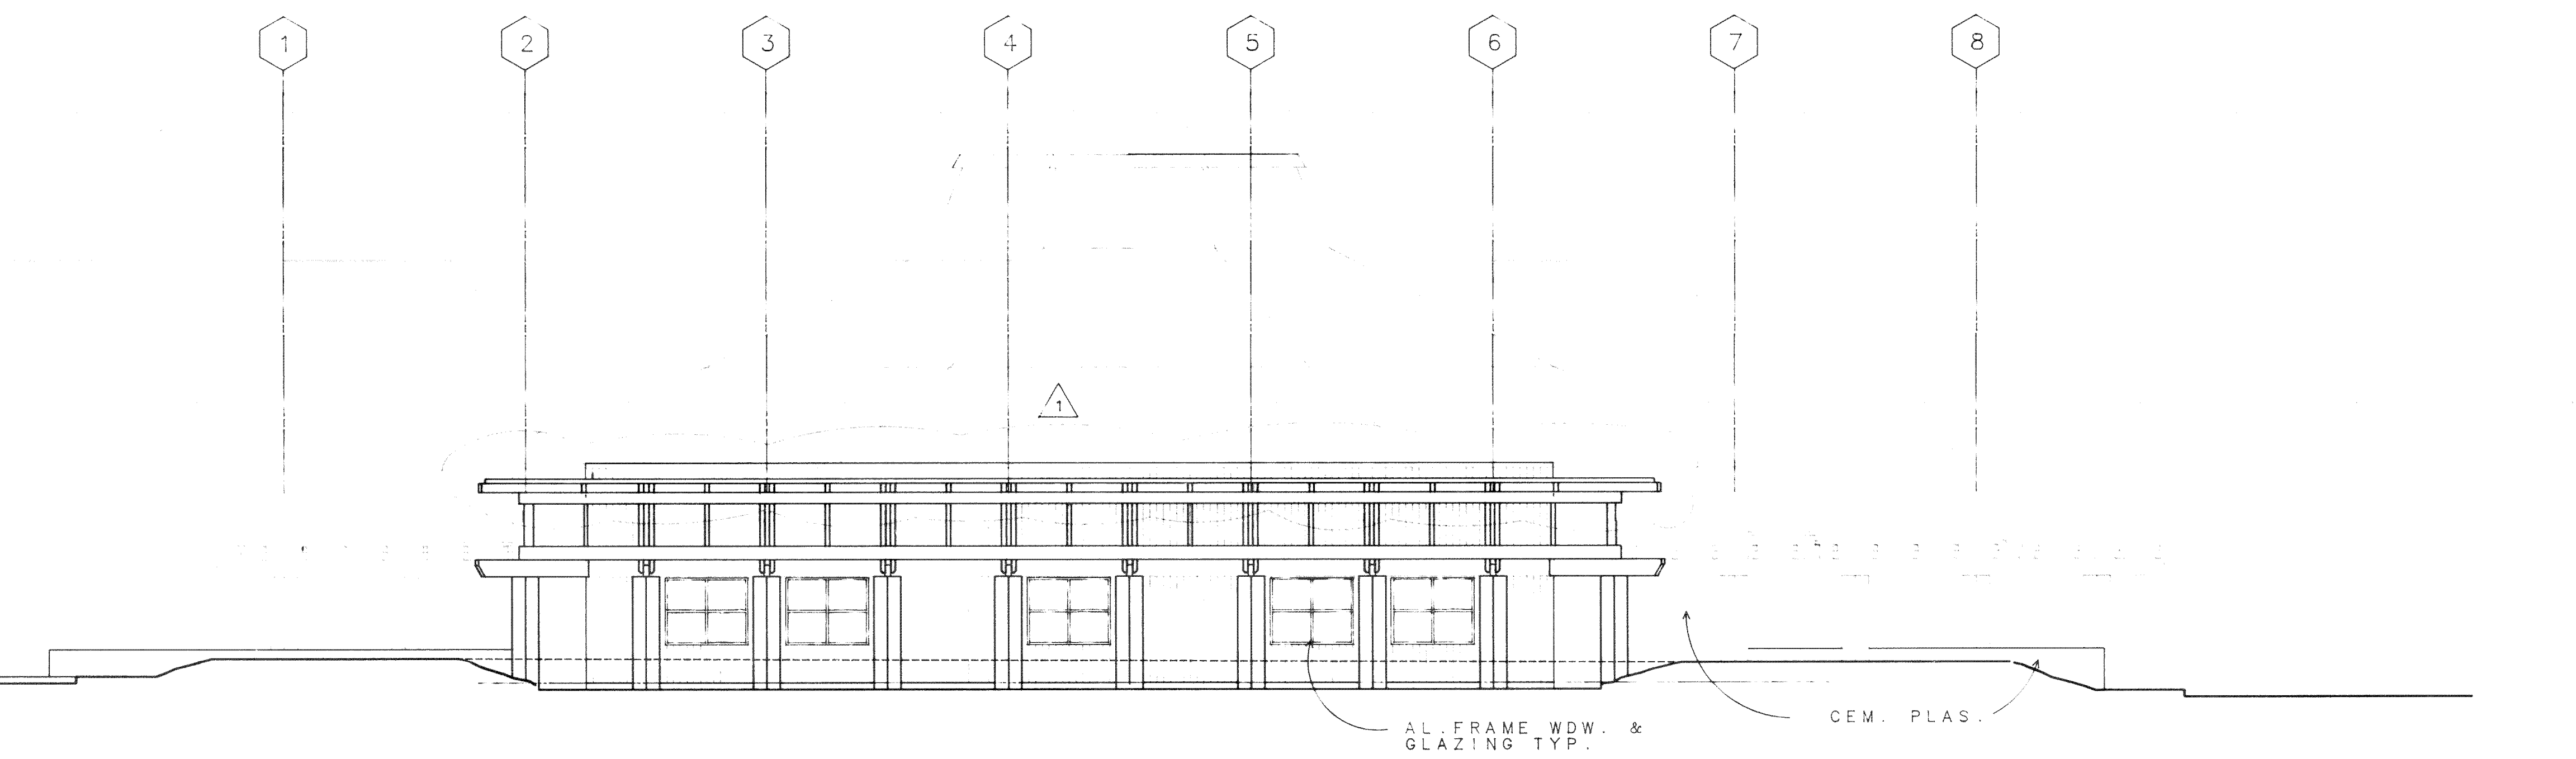 1 2 3 4 5 6 7 8
1
CEM. PLAS.
AL.FRAME WDW. &
GLAZING TYP.